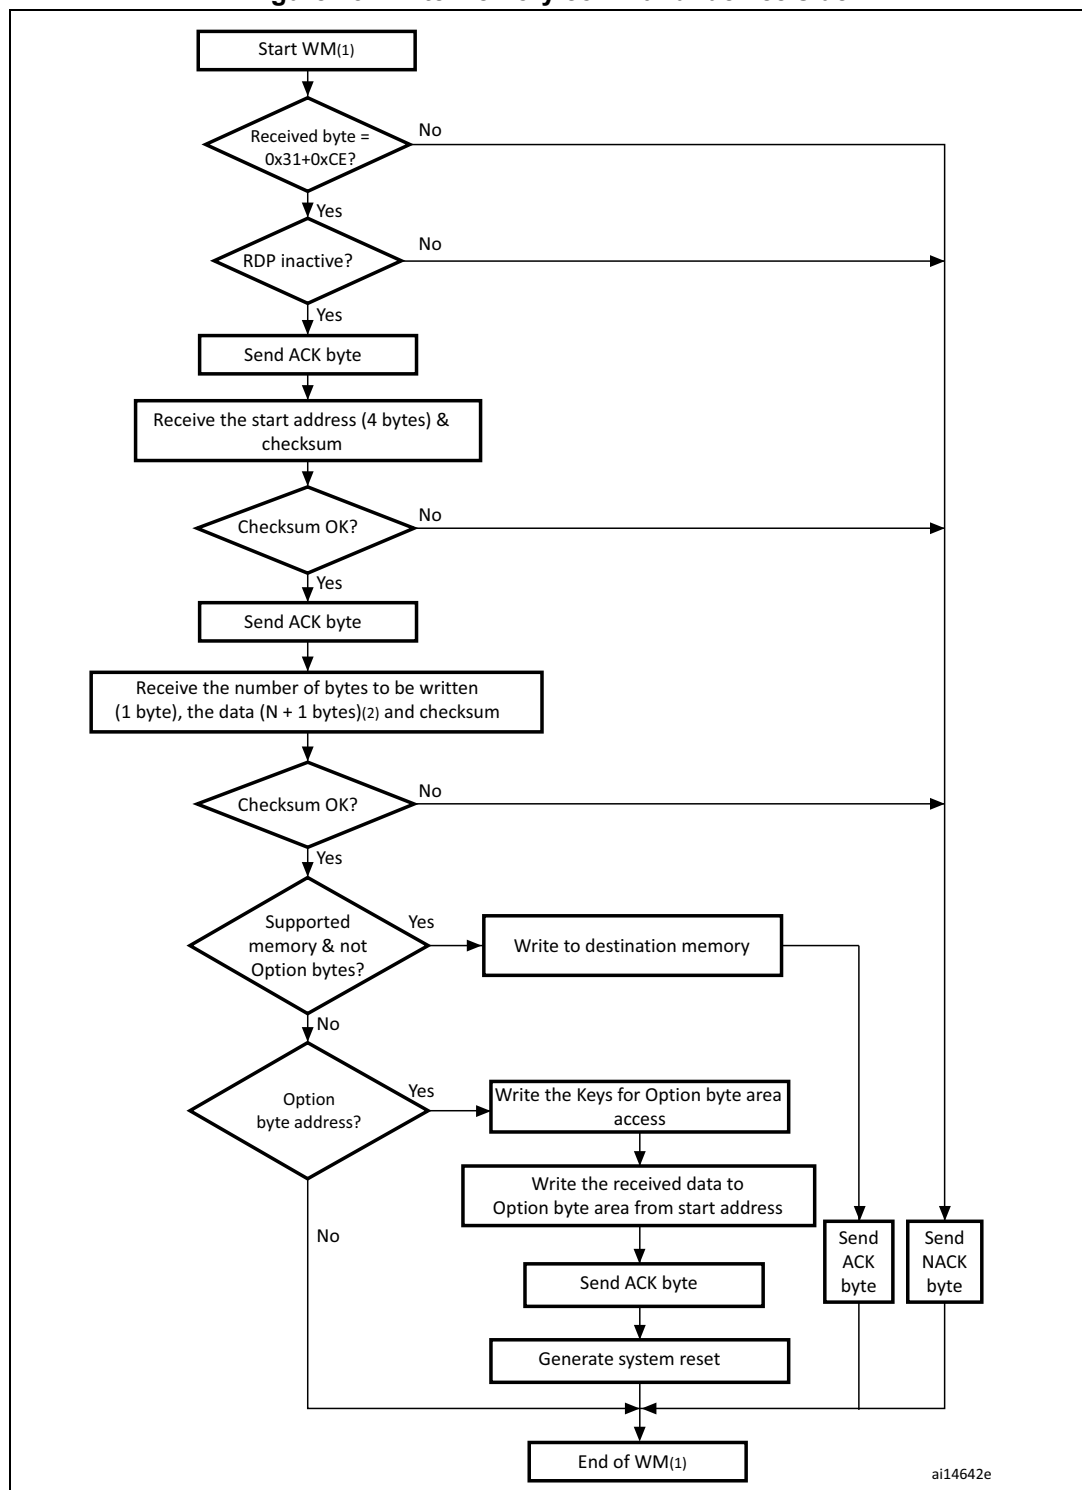 Start WM(1)
Received byte =
0x31+0xCE?
No
Yes
RDP inactive?
No
Yes
Send ACK byte
Receive the start address (4 bytes) &
checksum
Checksum OK?
No
Yes
Send ACK byte
Receive the number of bytes to be written
(1 byte), the data (N + 1 bytes)(2) and checksum
Checksum OK?
No
Yes
Supported
memory & not
Option bytes?
Yes
Write to destination memory
No
Option
byte address?
Yes
Write the Keys for Option byte area
access
Write the received data to
Option byte area from start address
No
Send
ACK
byte
Send
NACK
byte
Send ACK byte
Generate system reset
End of WM(1)
ai14642e